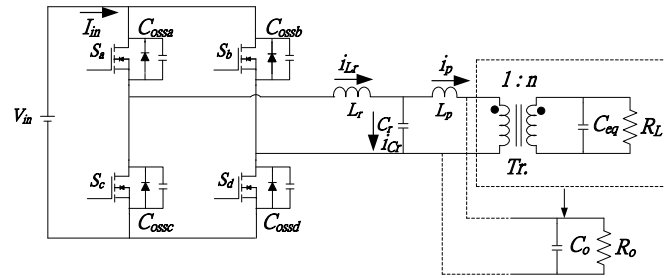 I_in
C_ossa
C_ossb
S_a
S_b
i_Lr
i_p
1 : n
V_in
L_r
L_p
C_r
i_Cr
C_eq
R_L
Tr.
S_c
S_d
C_ossc
C_ossd
C_o
R_o